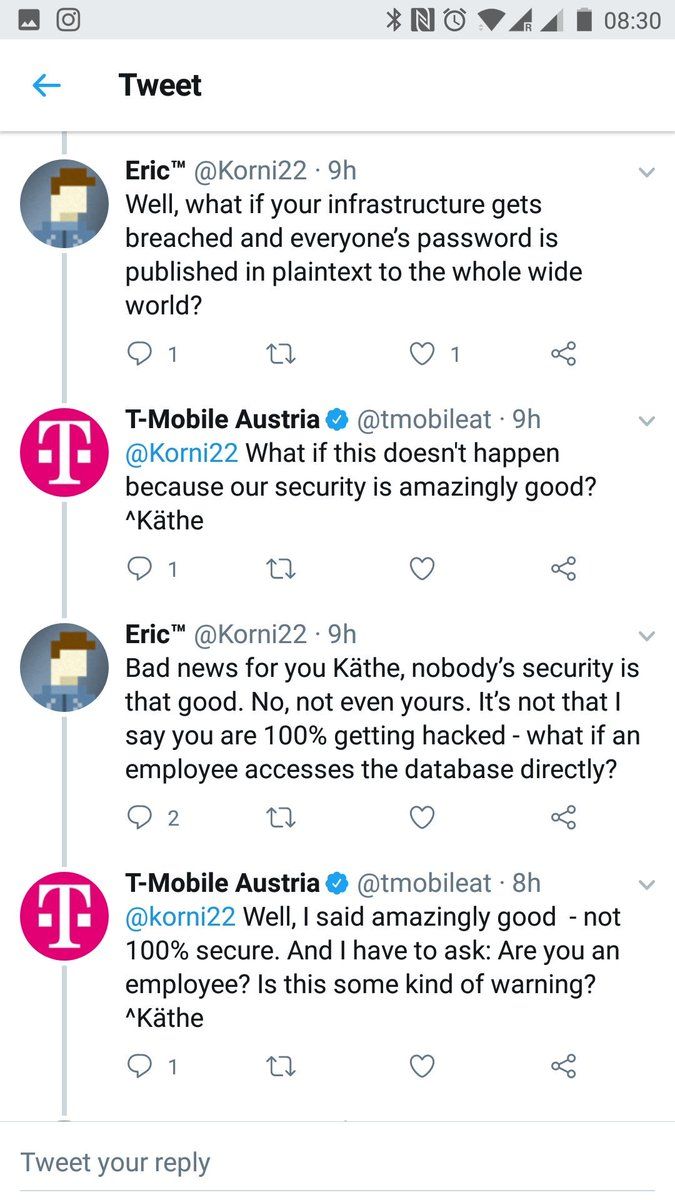 08:30
Tweet
Eric™ @Korni22 · 9h
Well, what if your infrastructure gets
breached and everyone’s password is
published in plaintext to the whole wide
world?
1 1
T-Mobile Austria @tmobileat · 9h
@Korni22 What if this doesn't happen
because our security is amazingly good?
^Käthe
1
Eric™ @Korni22 · 9h
Bad news for you Käthe, nobody’s security is
that good. No, not even yours. It’s not that I
say you are 100% getting hacked - what if an
employee accesses the database directly?
2
T-Mobile Austria @tmobileat · 8h
@korni22 Well, I said amazingly good  - not
100% secure. And I have to ask: Are you an
employee? Is this some kind of warning?
^Käthe
1
Tweet your reply